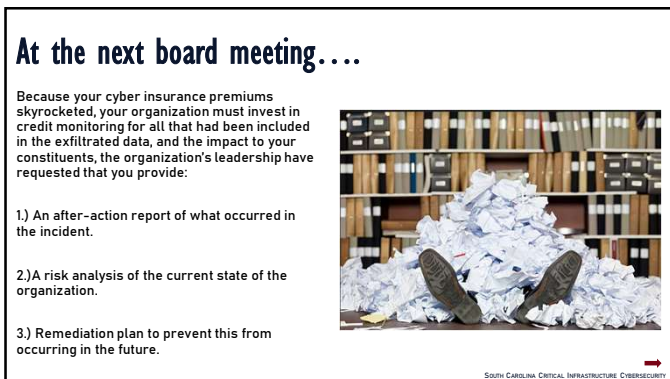 At the next board meeting....
Because your cyber insurance premiums
skyrocketed, your organization must invest in
credit monitoring for all that had been included
in the exfiltrated data, and the impact to your
constituents, the organization's leadership have
requested that you provide:
1.) An after-action report of what occurred in
the incident.
2.)A risk analysis of the current state of the
organization.
3.) Remediation plan to prevent this from
occurring in the future.
South Carolina Critical Infrastructure Cybersecurity